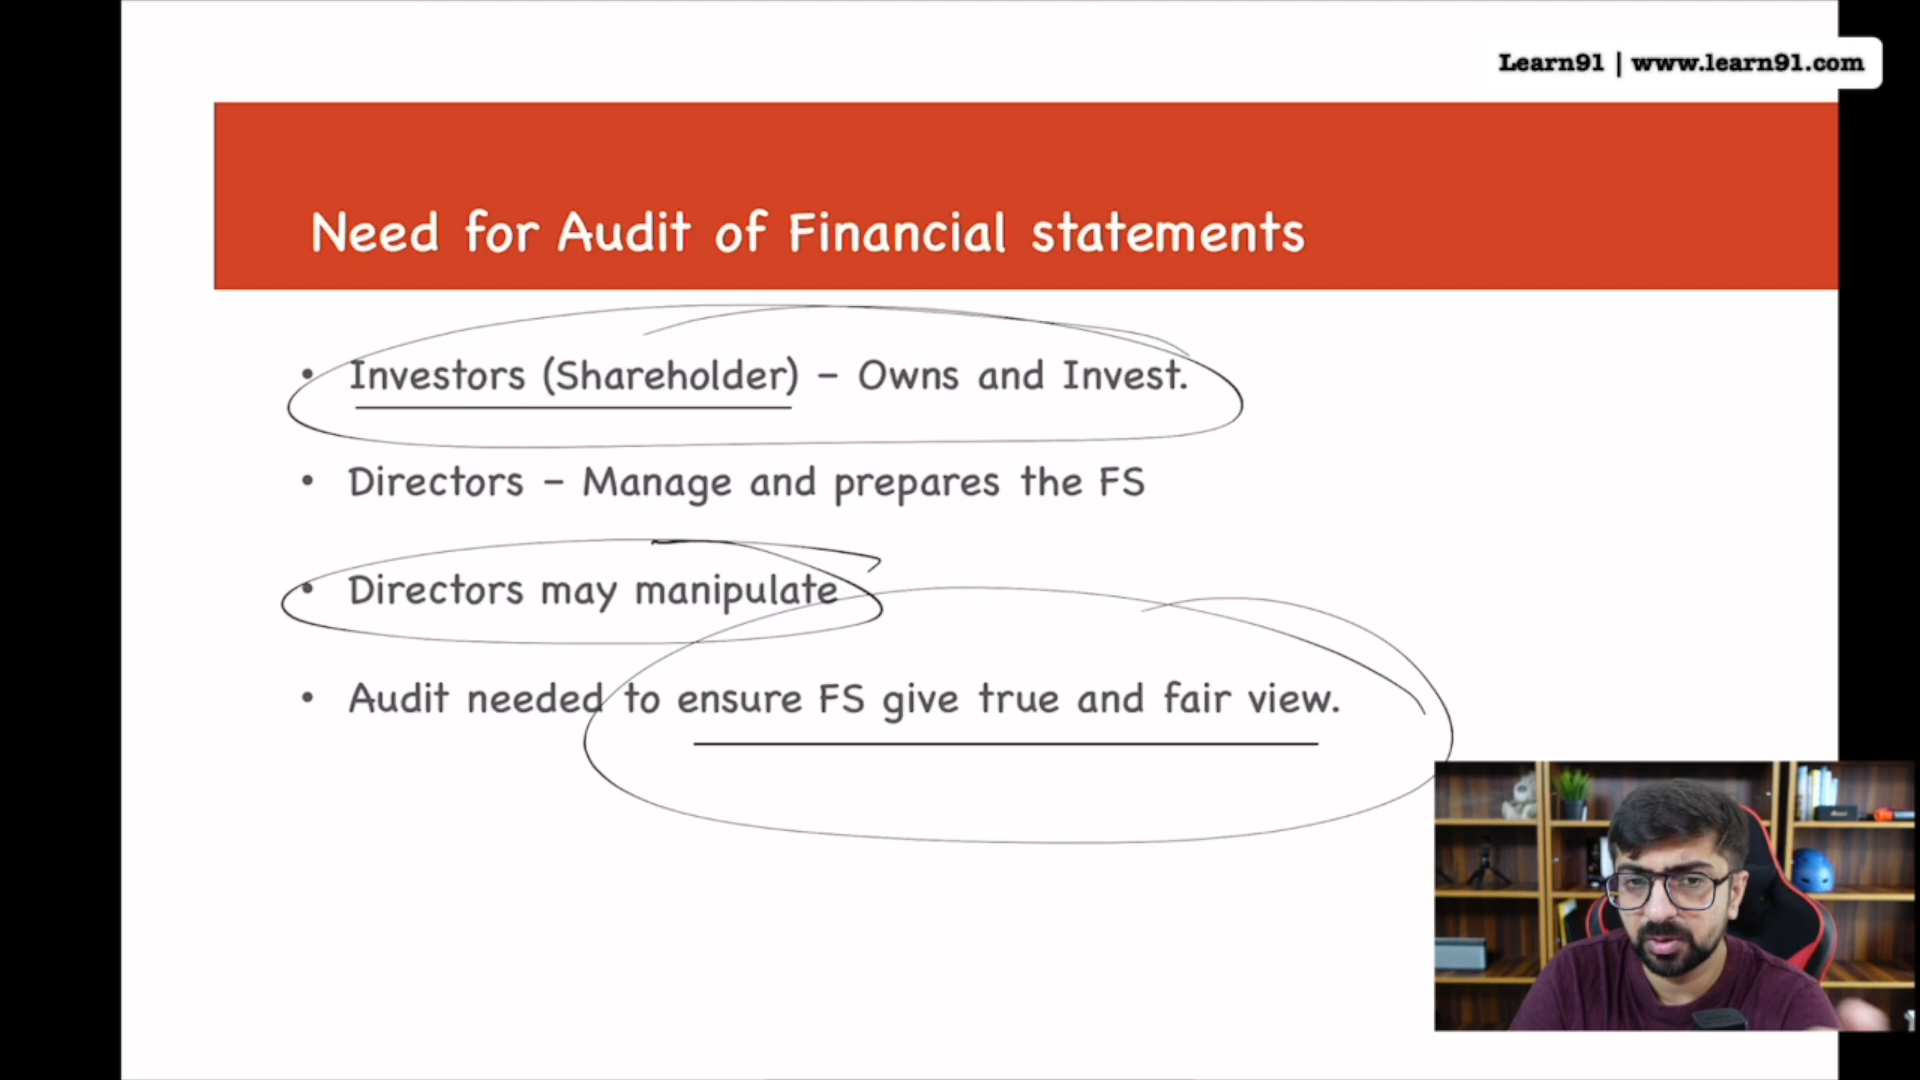 Learn91 | www.learn91.com
Need for Audit of Financial statements
• Investors (Shareholder) – Owns and Invest.
• Directors – Manage and prepares the FS
• Directors may manipulate
• Audit needed to ensure FS give true and fair view.